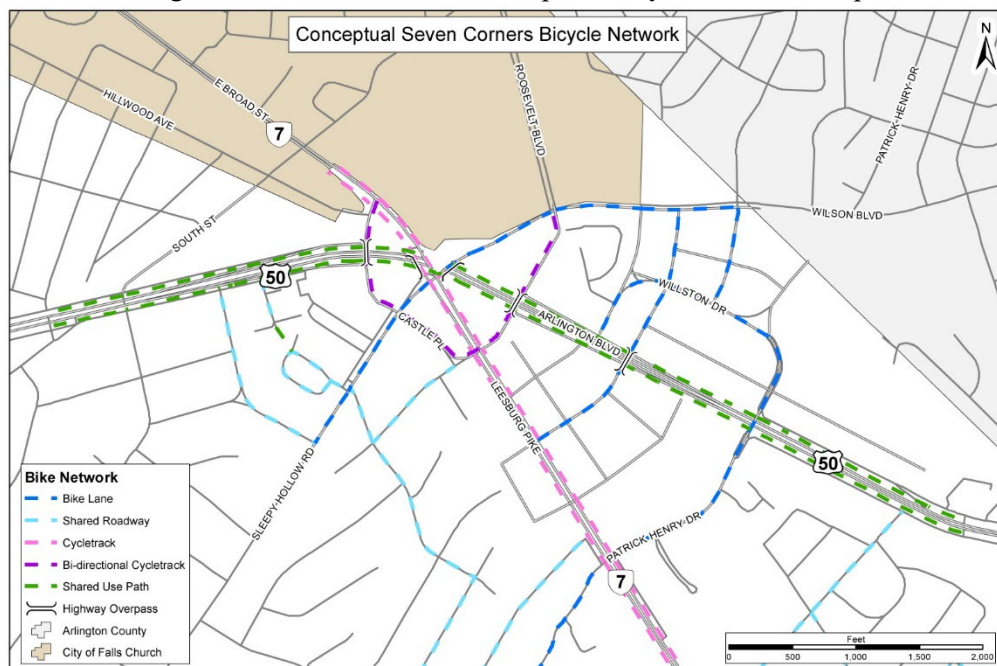 Conceptual Seven Corners Bicycle Network
N
HILLWOOD AVE
E BROAD ST
7
ROOSEVELT-BLVD
PATRICK-HENRY-DR
SOUTH ST
WILSON BLVD
50
WILLSTON-DR
CASTLE PL
ARLINGTON BLVD
LEESBURG PIKE
SLEEPY-HOLLOW RD
50
PATRICK-HENRY-DR
7
Bike Network
Bike Lane
Shared Roadway
Cycletrack
Bi-directional Cycletrack
Shared Use Path
Highway Overpass
Arlington County
City of Falls Church
Feet
0 500 1,000 1,500 2,000